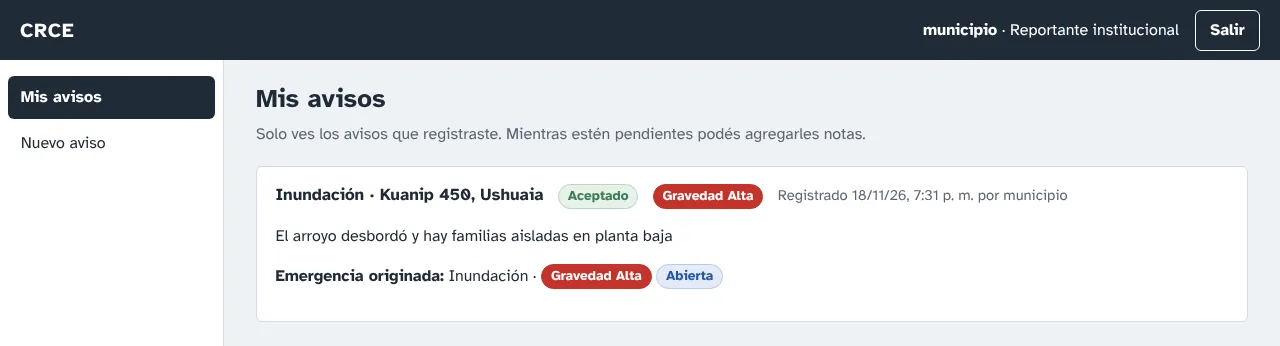 CRCE
municipio · Reportante institucional
Salir
Mis avisos
Nuevo aviso
Mis avisos
Solo ves los avisos que registraste. Mientras estén pendientes podés agregarles notas.
Inundación · Kuanip 450, Ushuaia Aceptado Gravedad Alta Registrado 18/11/26, 7:31 p. m. por municipio
El arroyo desbordó y hay familias aisladas en planta baja
Emergencia originada: Inundación · Gravedad Alta Abierta